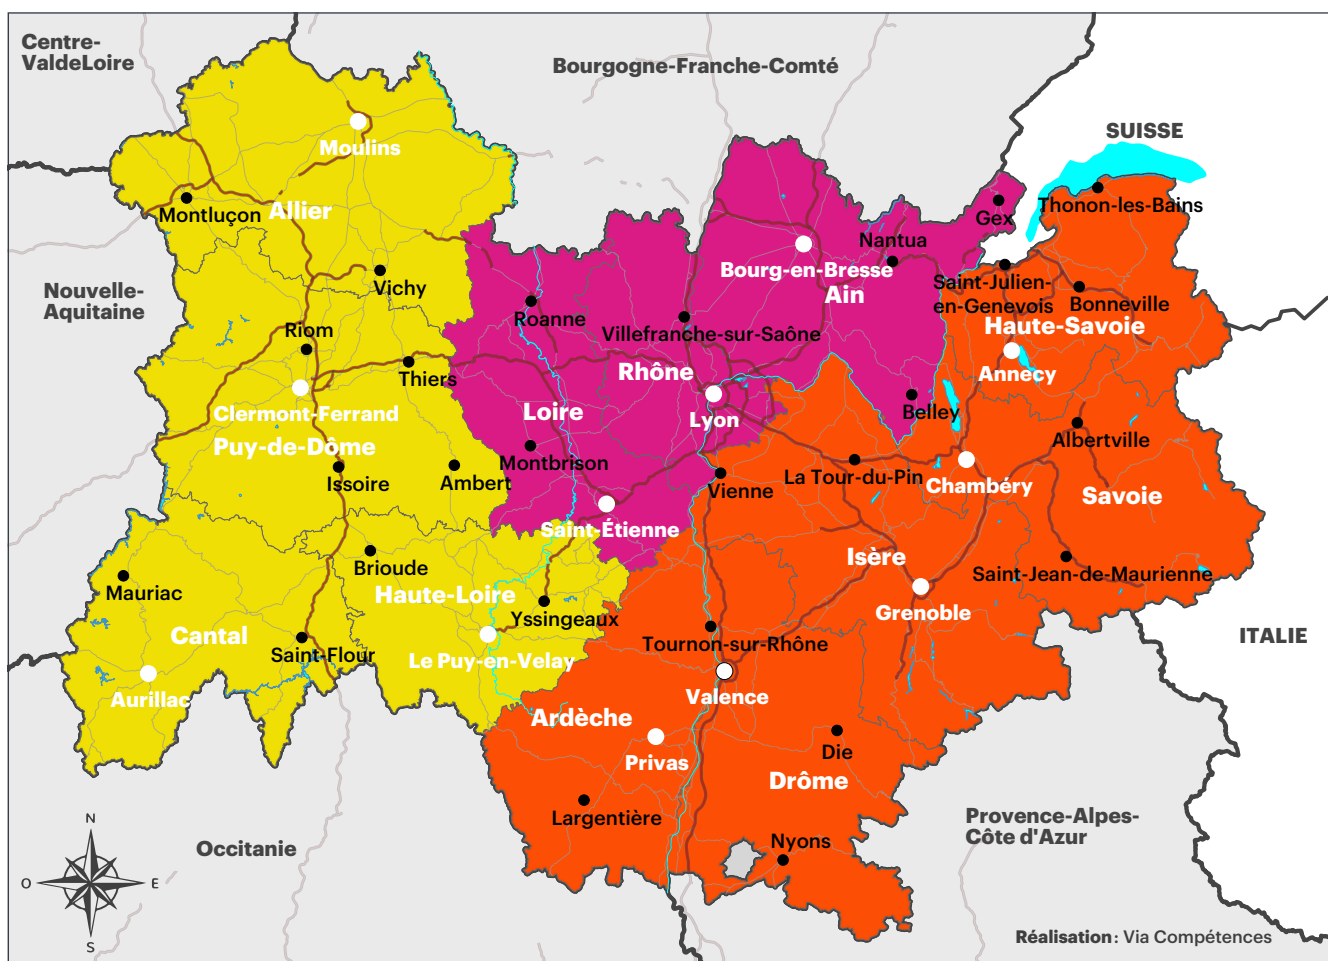 Centre-
ValdeLoire
Bourgogne-Franche-Comté
SUISSE
Moulins
Montluçon
Allier
Thonon-les-Bains
Gex
Nantua
Bourg-en-Bresse
Ain
Saint-Julien-
en-Genevois
Bonneville
Haute-Savoie
Nouvelle-
Aquitaine
Vichy
Riom
Roanne
Villefranche-sur-Saône
Annecy
Thiers
Rhône
Clermont-Ferrand
Puy-de-Dôme
Loire
Lyon
Belley
Albertville
Montbrison
Issoire
Ambert
Vienne
La Tour-du-Pin
Chambéry
Savoie
Saint-Étienne
Isère
Brioude
Mauriac
Haute-Loire
Yssingeaux
Saint-Jean-de-Maurienne
Grenoble
Cantal
Saint-Flour
Le Puy-en-Velay
Tournon-sur-Rhône
ITALIE
Aurillac
Valence
Ardèche
Privas
Die
Drôme
Largentière
Nyons
Provence-Alpes-
Côte d'Azur
Occitanie
N
O
E
S
Réalisation : Via Compétences